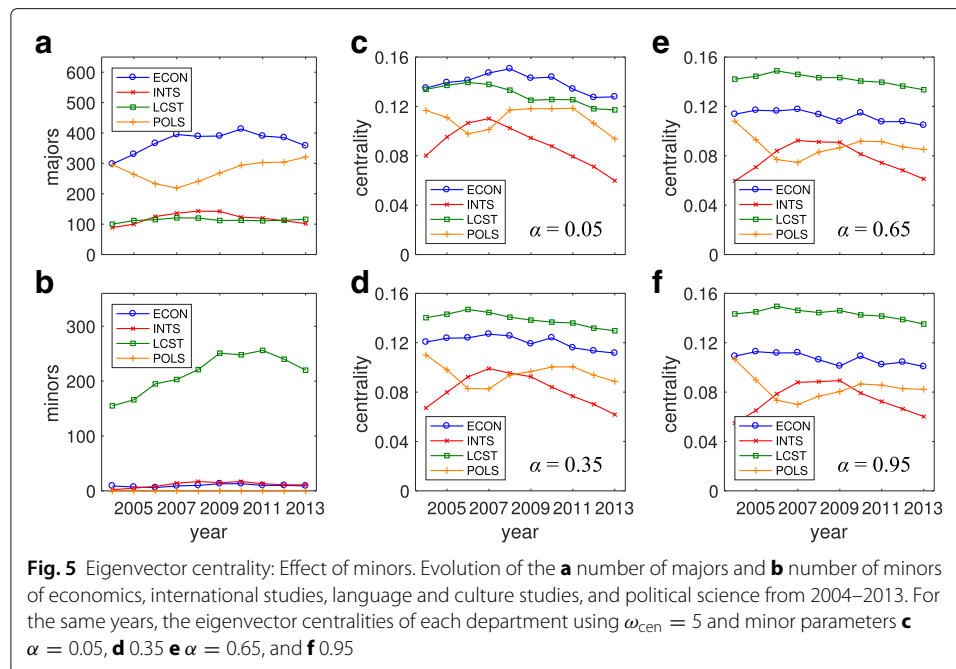 a
600
500
400
300
200
100
0
majors
ECON
INTS
LCST
POLS
b
300
200
100
0
minors
ECON
INTS
LCST
POLS
2005 2007 2009 2011 2013
year
c
0.16
0.12
0.08
0.04
0
centrality
ECON
INTS
LCST
POLS
α = 0.05
d
0.16
0.12
0.08
0.04
0
centrality
ECON
INTS
LCST
POLS
α = 0.35
2005 2007 2009 2011 2013
year
e
0.16
0.12
0.08
0.04
0
centrality
ECON
INTS
LCST
POLS
α = 0.65
f
0.16
0.12
0.08
0.04
0
centrality
ECON
INTS
LCST
POLS
α = 0.95
2005 2007 2009 2011 2013
year
Fig. 5 Eigenvector centrality: Effect of minors. Evolution of the a number of majors and b number of minors
of economics, international studies, language and culture studies, and political science from 2004–2013. For
the same years, the eigenvector centralities of each department using ωcen = 5 and minor parameters c
α = 0.05, d 0.35 e α = 0.65, and f 0.95